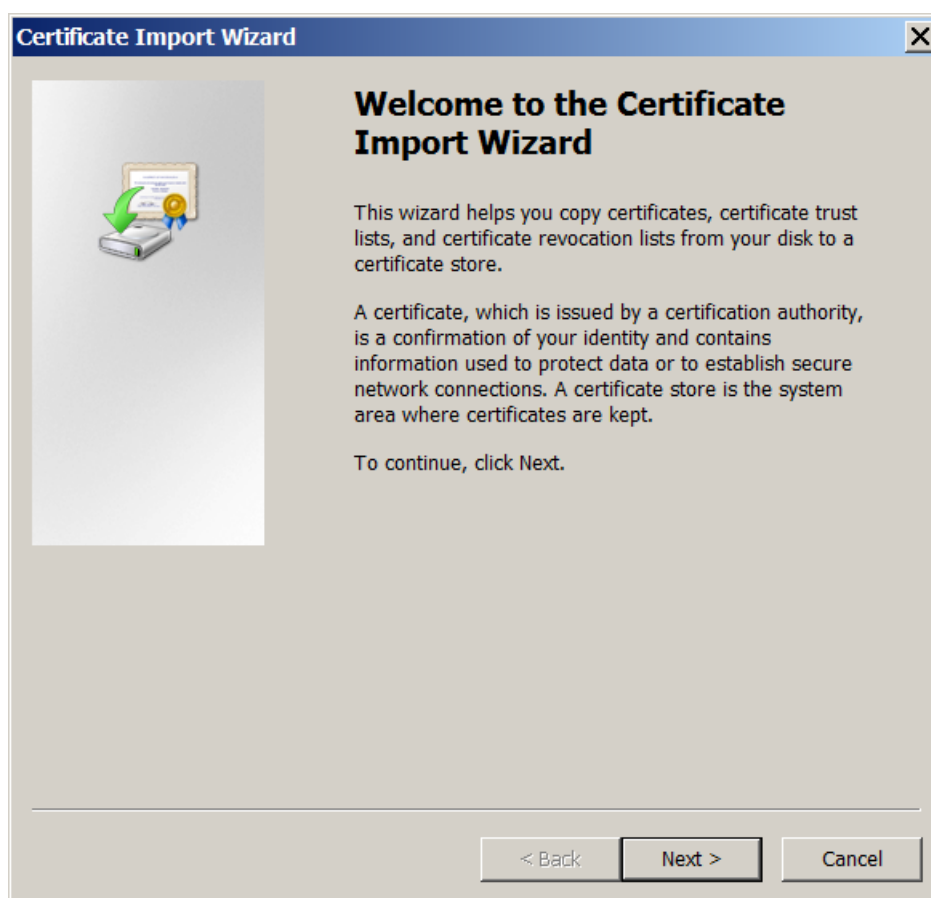 Certificate Import Wizard
Welcome to the Certificate
Import Wizard
This wizard helps you copy certificates, certificate trust
lists, and certificate revocation lists from your disk to a
certificate store.
A certificate, which is issued by a certification authority,
is a confirmation of your identity and contains
information used to protect data or to establish secure
network connections. A certificate store is the system
area where certificates are kept.
To continue, click Next.
< Back Next > Cancel